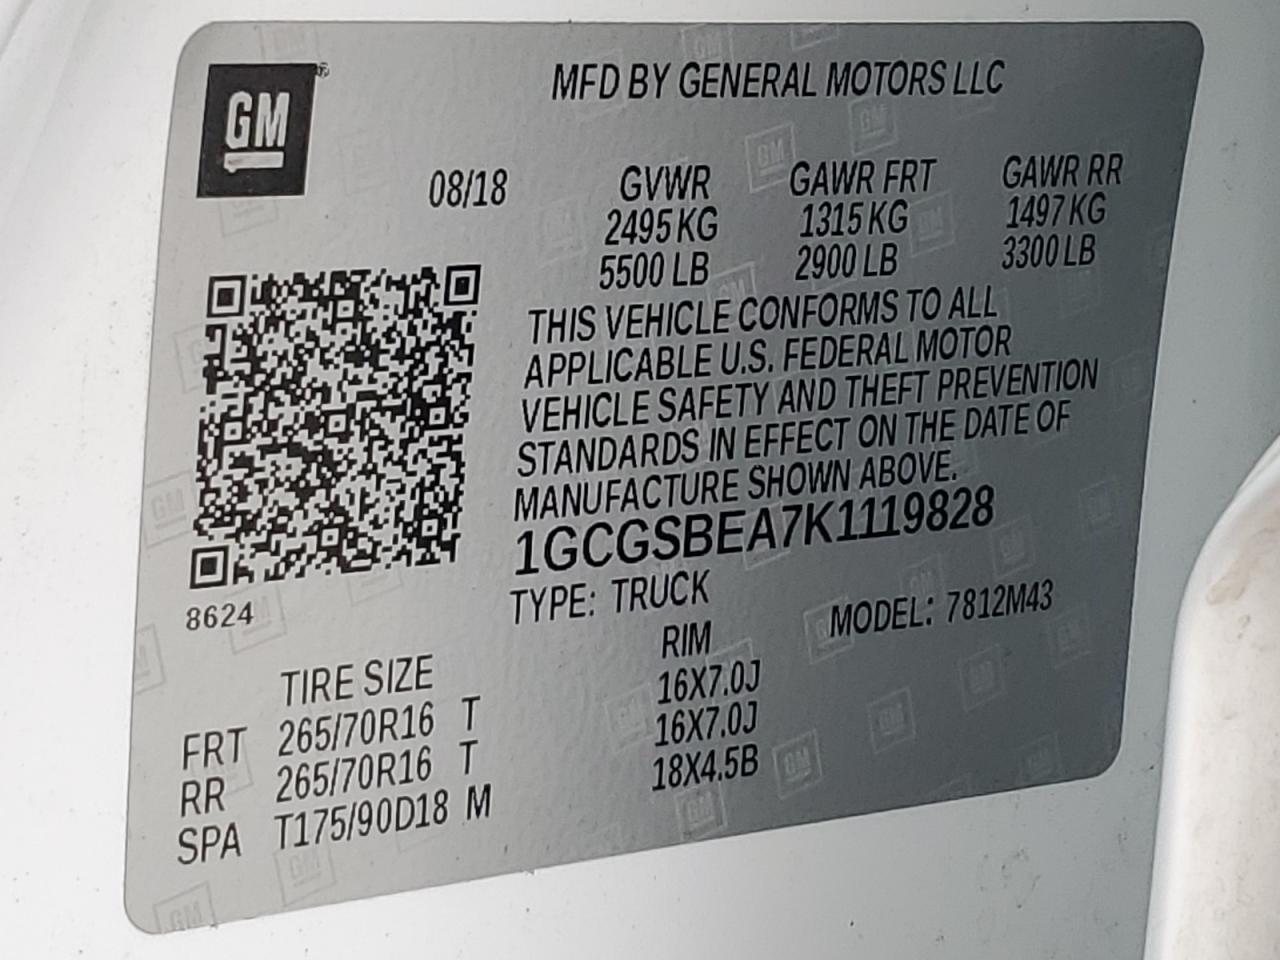 GM
MFD BY GENERAL MOTORS LLC
08/18 GVWR GAWR FRT GAWR RR
2495 KG 1315 KG 1497 KG
5500 LB 2900 LB 3300 LB
THIS VEHICLE CONFORMS TO ALL
APPLICABLE U.S. FEDERAL MOTOR
VEHICLE SAFETY AND THEFT PREVENTION
STANDARDS IN EFFECT ON THE DATE OF
MANUFACTURE SHOWN ABOVE.
1GCGSBEA7K1119828
8624
TYPE: TRUCK MODEL: 7812M43
TIRE SIZE RIM
FRT 265/70R16 T 16X7.0J
RR 265/70R16 T 16X7.0J
SPA T175/90D18 M 18X4.5B